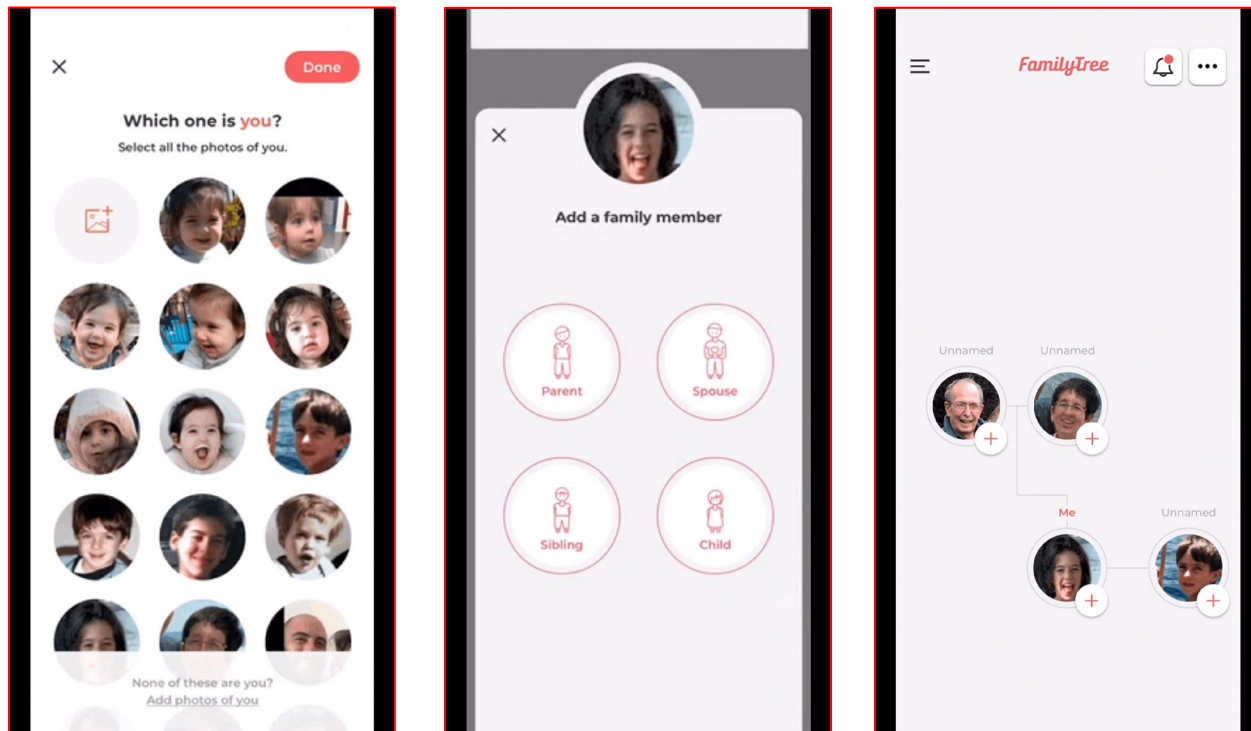 Done
Which one is you?
Select all the photos of you.
None of these are you?
Add photos of you
Add a family member
Parent
Spouse
Sibling
Child
FamilyTree
Unnamed
Unnamed
Me
Unnamed